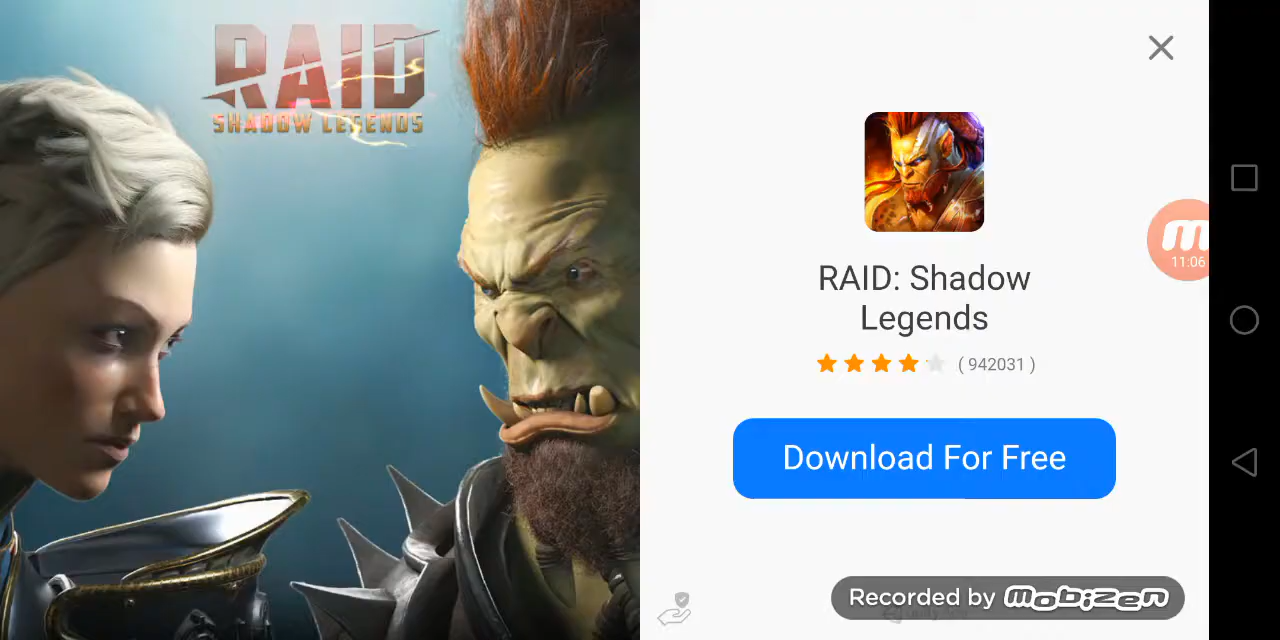 RAID
SHADOW LEGENDS
RAID: Shadow
Legends
( 942031 )
Download For Free
11:06
Recorded by mobizen